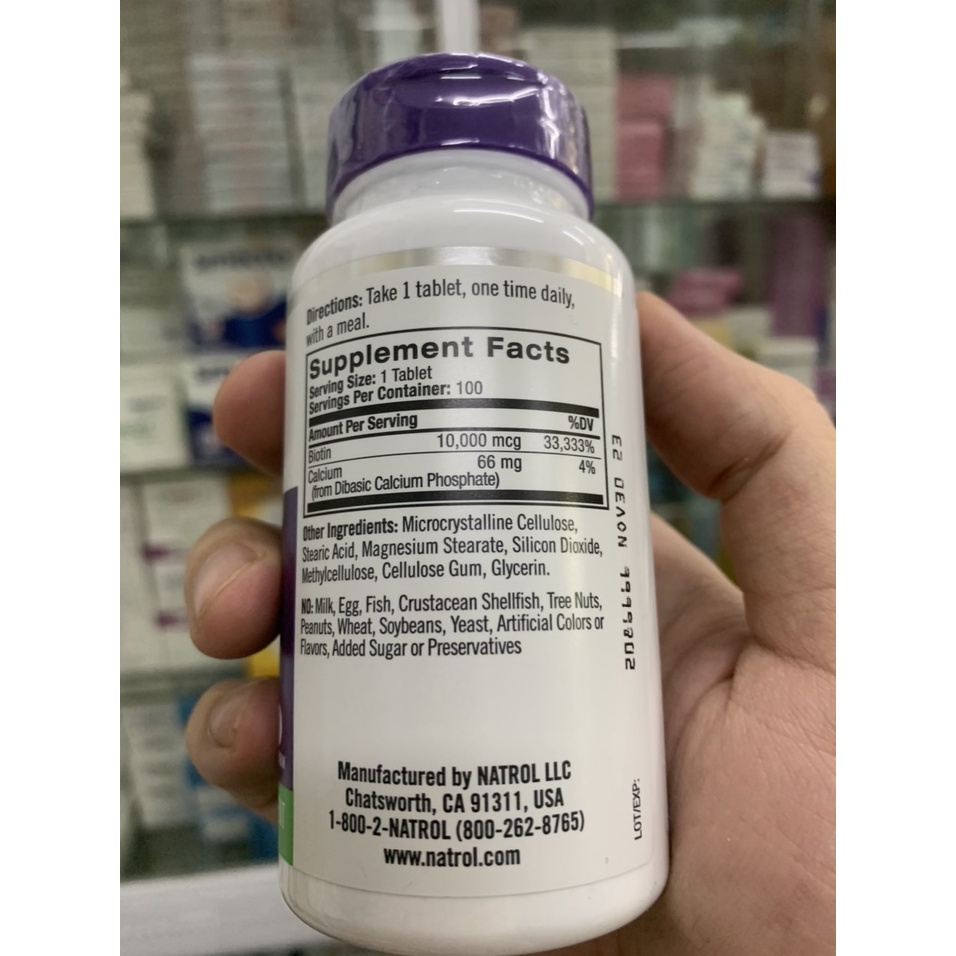 Directions: Take 1 tablet, one time daily,
with a meal.
Supplement Facts
Serving Size: 1 Tablet
Servings Per Container: 100
Amount Per Serving %DV
Biotin 10,000 mcg 33,333%
Calcium 66 mg 4%
(from Dibasic Calcium Phosphate)
Other Ingredients: Microcrystalline Cellulose,
Stearic Acid, Magnesium Stearate, Silicon Dioxide,
Methylcellulose, Cellulose Gum, Glycerin.
NO: Milk, Egg, Fish, Crustacean Shellfish, Tree Nuts,
Peanuts, Wheat, Soybeans, Yeast, Artificial Colors or
Flavors, Added Sugar or Preservatives
Manufactured by NATROL LLC
Chatsworth, CA 91311, USA
1-800-2-NATROL (800-262-8765)
www.natrol.com
LOT/EXP: